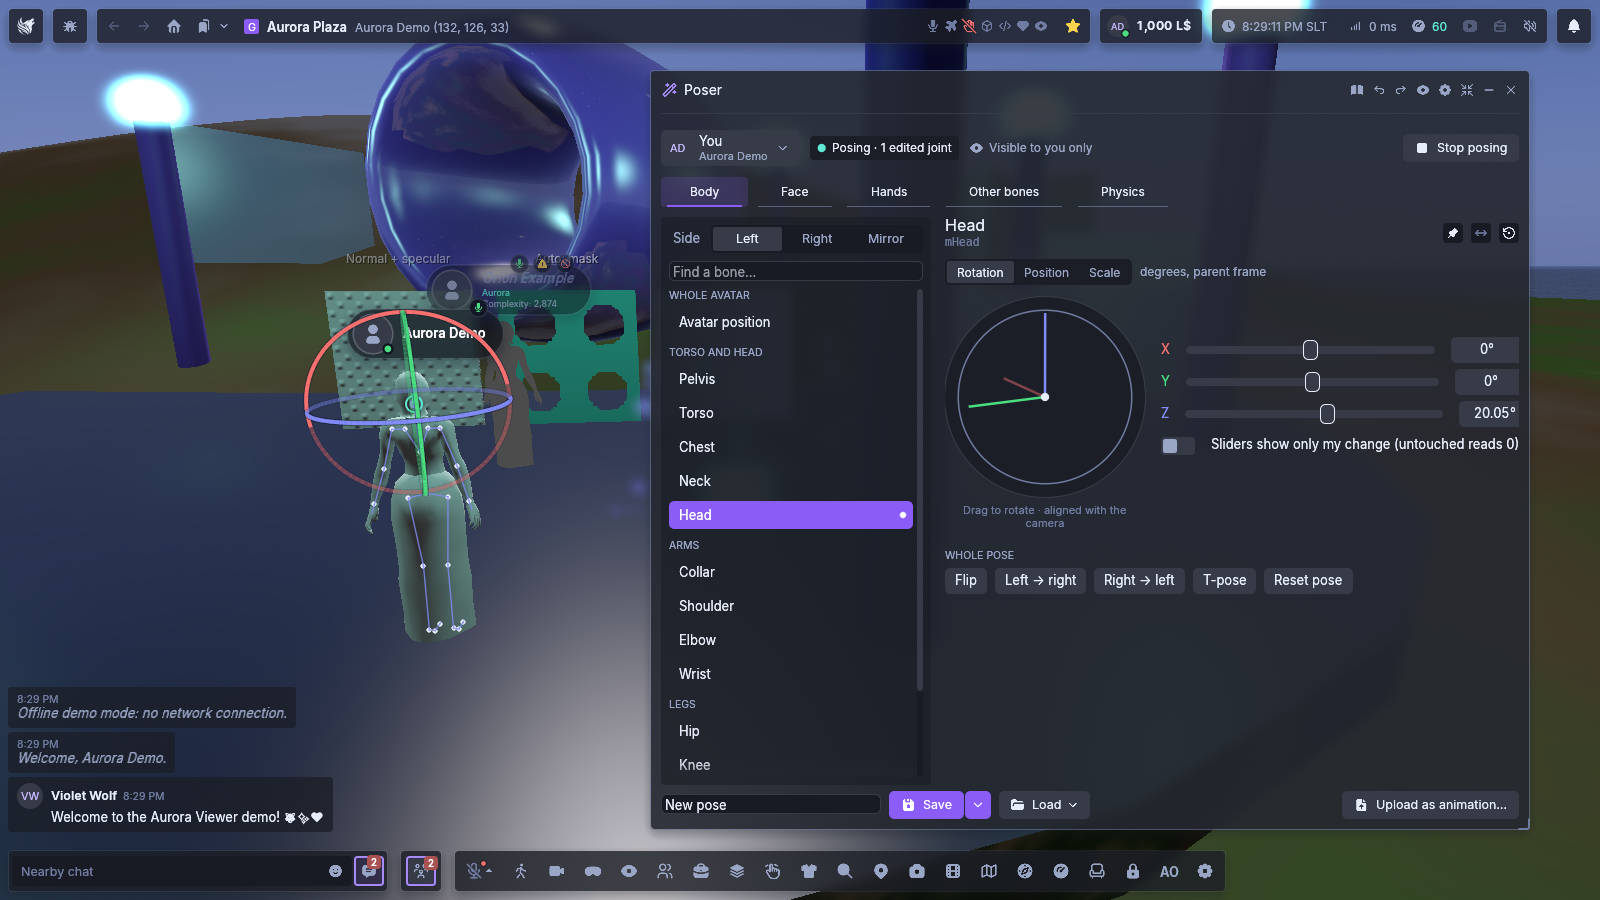 Aurora Plaza
Aurora Demo (132, 126, 33)
AD
1,000 L$
8:29:11 PM SLT
0 ms
60
Poser
AD
You
Aurora Demo
Posing · 1 edited joint
Visible to you only
Stop posing
Body
Face
Hands
Other bones
Physics
Side
Left
Right
Mirror
Find a bone...
WHOLE AVATAR
Avatar position
TORSO AND HEAD
Pelvis
Torso
Chest
Neck
Head
ARMS
Collar
Shoulder
Elbow
Wrist
LEGS
Hip
Knee
Head
mHead
Rotation
Position
Scale
degrees, parent frame
X
0°
Y
0°
Z
20.05°
Sliders show only my change (untouched reads 0)
Drag to rotate · aligned with the
camera
WHOLE POSE
Flip
Left → right
Right → left
T-pose
Reset pose
New pose
Save
Load
Upload as animation...
Normal + specular
mask
Example
Aurora
Complexity: 2,874
Aurora Demo
8:29 PM
Offline demo mode: no network connection.
8:29 PM
Welcome, Aurora Demo.
VW
Violet Wolf 8:29 PM
Welcome to the Aurora Viewer demo!
Nearby chat
2
2
AO